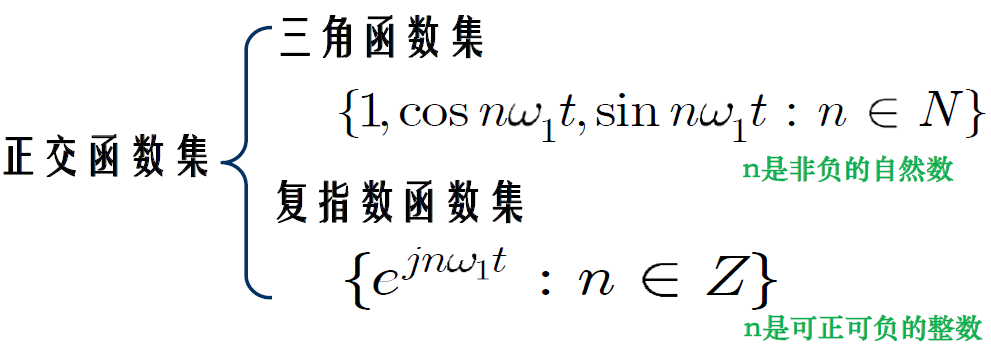 三角函数集
{1, cos nω₁t, sin nω₁t : n ∈ N}
正交函数集
n是非负的自然数
复指数函数集
{e^{jnω₁t} : n ∈ Z}
n是可正可负的整数